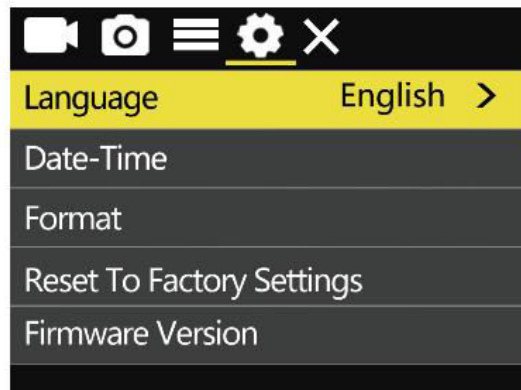 Language English >
Date-Time
Format
Reset To Factory Settings
Firmware Version